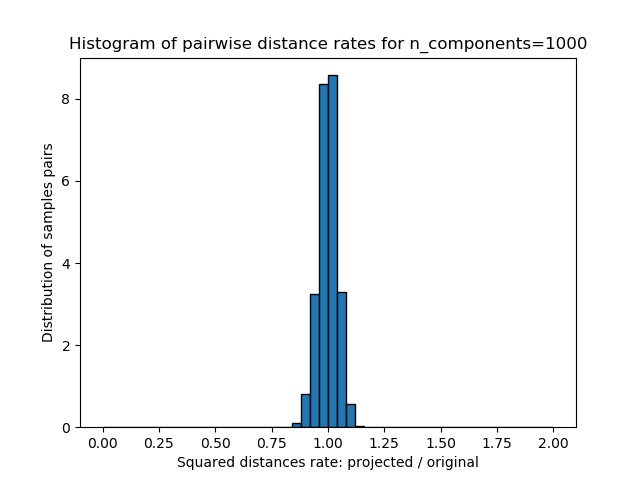 Histogram of pairwise distance rates for n_components=1000
8
6
4
2
0
Distribution of samples pairs
0.00 0.25 0.50 0.75 1.00 1.25 1.50 1.75 2.00
Squared distances rate: projected / original